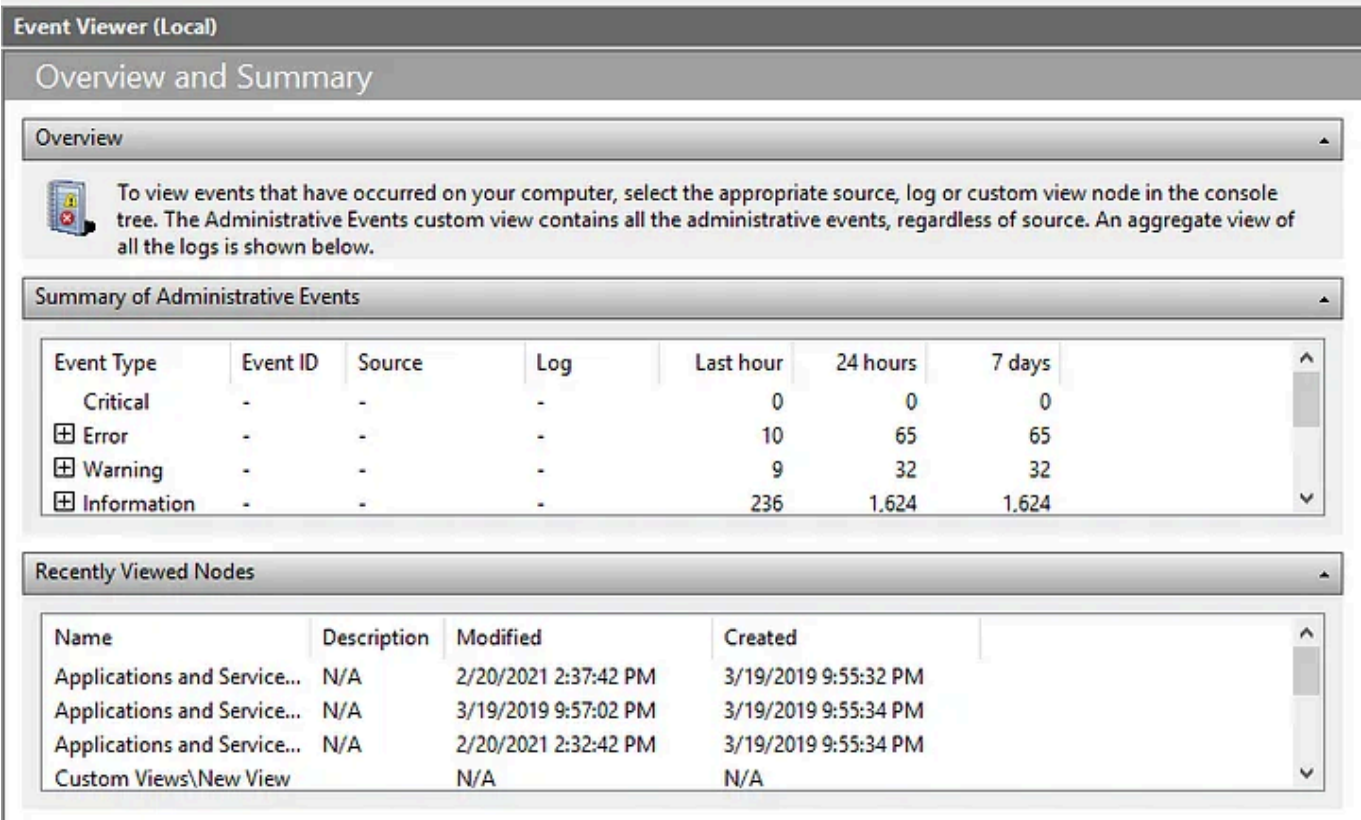 Event Viewer (Local)
Overview and Summary
Overview
To view events that have occurred on your computer, select the appropriate source, log or custom view node in the console
tree. The Administrative Events custom view contains all the administrative events, regardless of source. An aggregate view of
all the logs is shown below.
Summary of Administrative Events
Event Type Event ID Source Log Last hour 24 hours 7 days
Critical - - - 0 0 0
Error - - - 10 65 65
Warning - - - 9 32 32
Information - - - 236 1,624 1,624
Recently Viewed Nodes
Name Description Modified Created
Applications and Service... N/A 2/20/2021 2:37:42 PM 3/19/2019 9:55:32 PM
Applications and Service... N/A 3/19/2019 9:57:02 PM 3/19/2019 9:55:34 PM
Applications and Service... N/A 2/20/2021 2:32:42 PM 3/19/2019 9:55:34 PM
Custom Views\New View N/A N/A